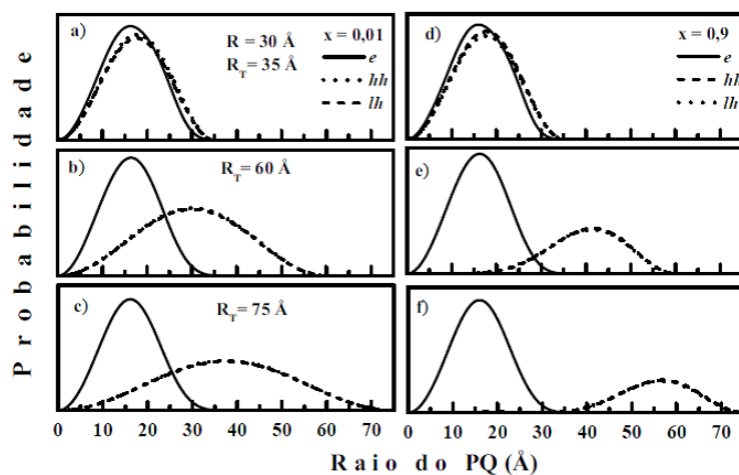 a)
R = 30 Å
R_T = 35 Å
x = 0,01
e
hh
lh
d)
x = 0,9
e
hh
lh
b)
R_T = 60 Å
e)
c)
R_T = 75 Å
f)
0 10 20 30 40 50 60 70 0 10 20 30 40 50 60 70
Probabilidade
Raio do PQ (Å)